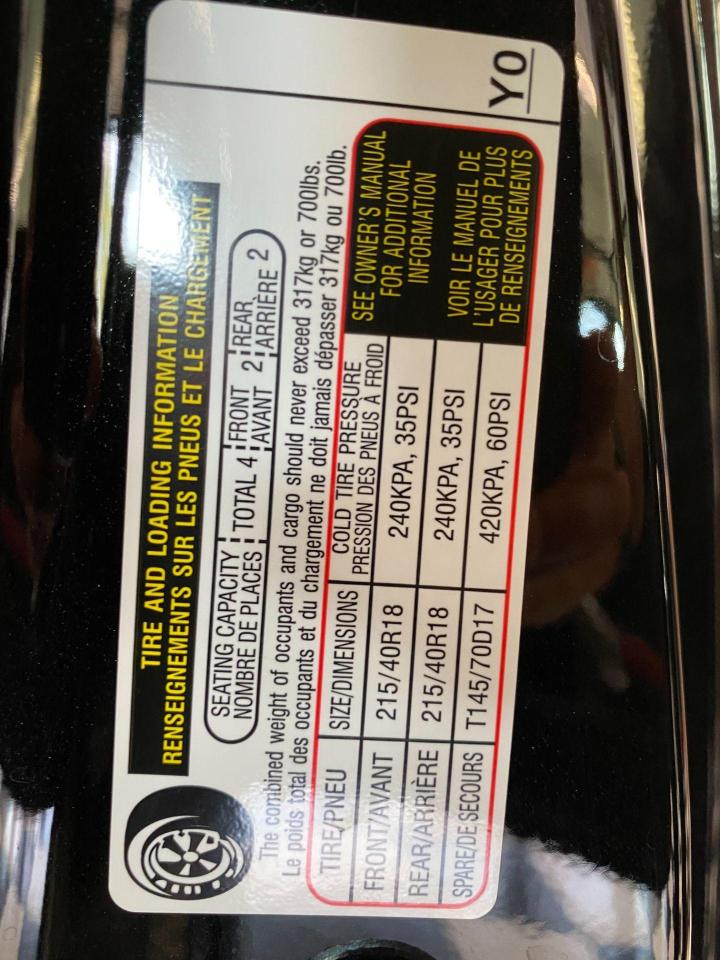 TIRE AND LOADING INFORMATION
RENSEIGNEMENTS SUR LES PNEUS ET LE CHARGEMENT
SEATING CAPACITY TOTAL 4 FRONT 2 REAR 2
NOMBRE DE PLACES AVANT ARRIÈRE
The combined weight of occupants and cargo should never exceed 317kg or 700lbs.
Le poids total des occupants et du chargement ne doit jamais dépasser 317kg ou 700lb.
TIRE/PNEU SIZE/DIMENSIONS COLD TIRE PRESSURE
PRESSION DES PNEUS À FROID
FRONT/AVANT 215/40R18 240KPA, 35PSI
REAR/ARRIÈRE 215/40R18 240KPA, 35PSI
SPARE/DE SECOURS T145/70D17 420KPA, 60PSI
SEE OWNER'S MANUAL
FOR ADDITIONAL
INFORMATION
VOIR LE MANUEL DE
L'USAGER POUR PLUS
DE RENSEIGNEMENTS
YO